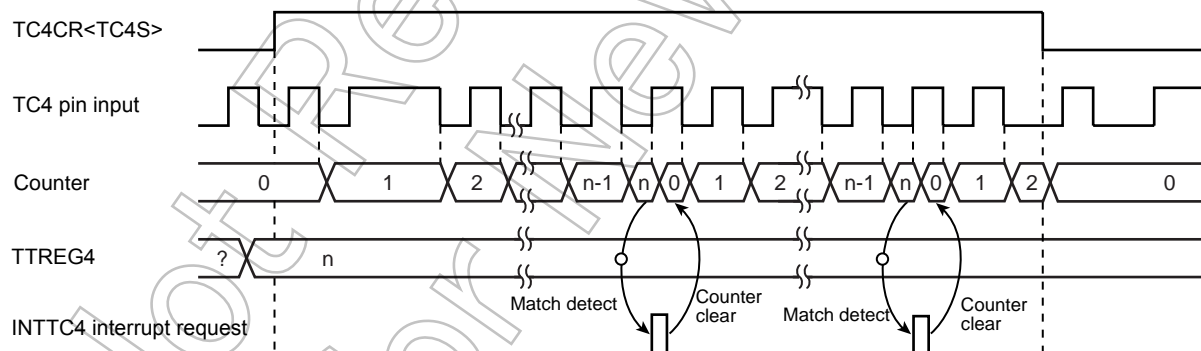 TC4CR<TC4S>
TC4 pin input
Counter 0 1 2 n-1 n 0 1 2 n-1 n 0 1 2 0
TTREG4 ? n
Match detect Counter clear Match detect Counter clear
INTTC4 interrupt request